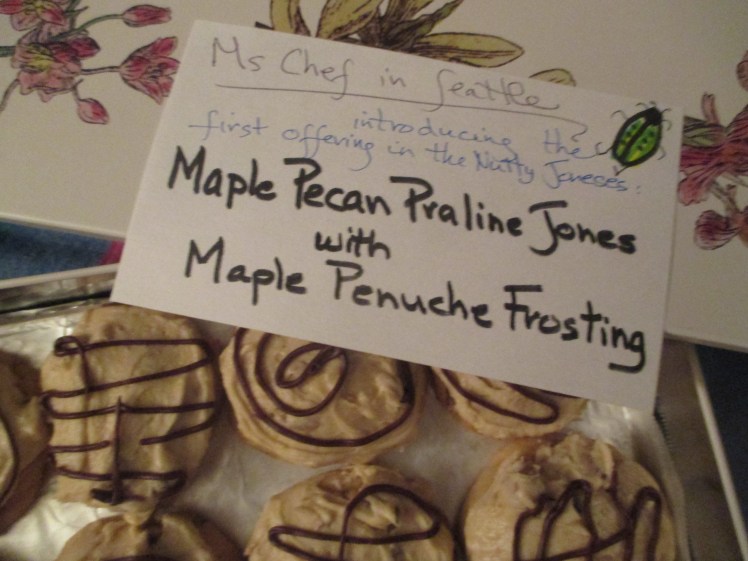 Ms Chef in Seattle
introducing the
first offering in the Nutty Joneses:
Maple Pecan Praline Jones
with
Maple Penuche Frosting